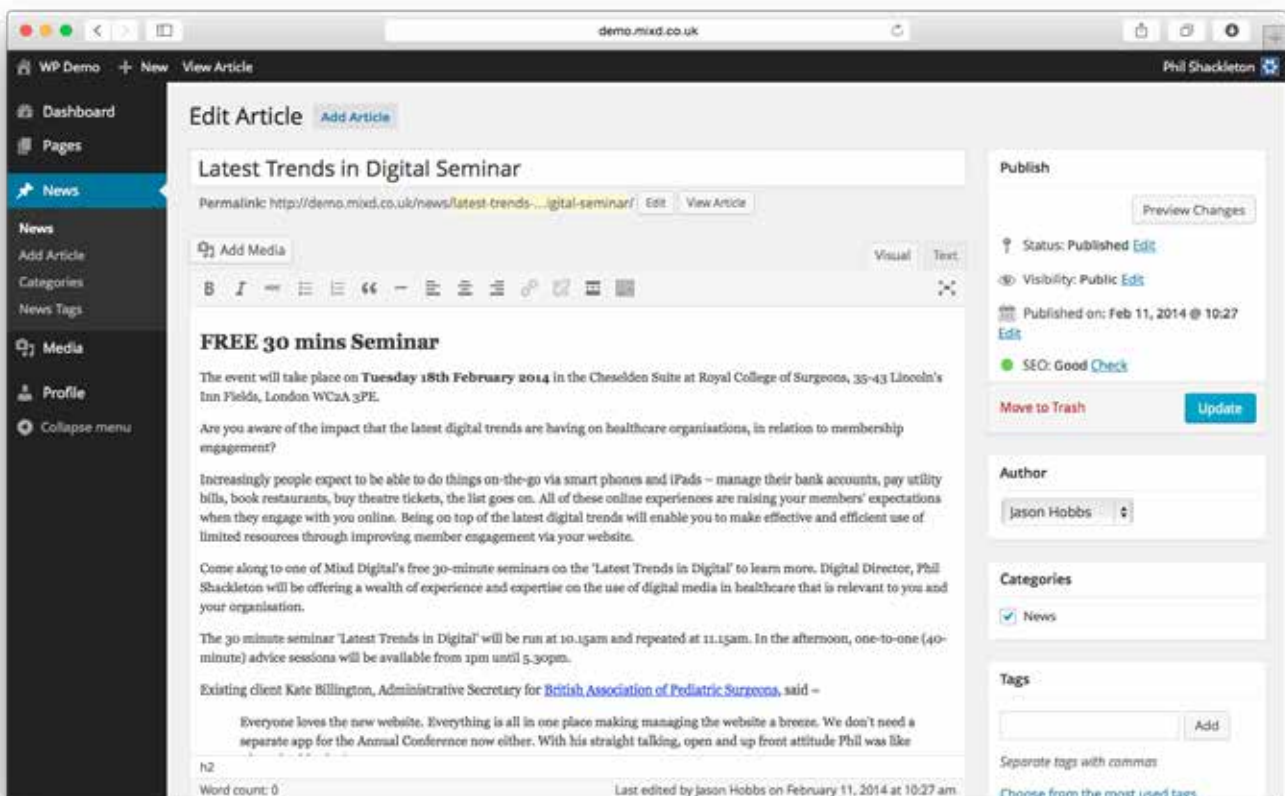 demo.mixd.co.uk
WP Demo + New View Article
Phil Shackleton
Dashboard
Pages
News
News
Add Article
Categories
News Tags
Media
Profile
Collapse menu
Edit Article Add Article
Latest Trends in Digital Seminar
Permalink: http://demo.mixd.co.uk/news/latest-trends-...igital-seminar/ Edit View Article
Add Media
Visual Text
B I ABC “
FREE 30 mins Seminar
The event will take place on Tuesday 18th February 2014 in the Cheselden Suite at Royal College of Surgeons, 35-43 Lincoln's
Inn Fields, London WC2A 3PE.
Are you aware of the impact that the latest digital trends are having on healthcare organisations, in relation to membership
engagement?
Increasingly people expect to be able to do things on-the-go via smart phones and iPads – manage their bank accounts, pay utility
bills, book restaurants, buy theatre tickets, the list goes on. All of these online experiences are raising your members' expectations
when they engage with you online. Being on top of the latest digital trends will enable you to make effective and efficient use of
limited resources through improving member engagement via your website.
Come along to one of Mixd Digital's free 30-minute seminars on the 'Latest Trends in Digital' to learn more. Digital Director, Phil
Shackleton will be offering a wealth of experience and expertise on the use of digital media in healthcare that is relevant to you and
your organisation.
The 30 minute seminar 'Latest Trends in Digital' will be run at 10.15am and repeated at 11.15am. In the afternoon, one-to-one (40-
minute) advice sessions will be available from 1pm until 5.30pm.
Existing client Kate Billington, Administrative Secretary for British Association of Pediatric Surgeons, said –
Everyone loves the new website. Everything is all in one place making managing the website a breeze. We don't need a
separate app for the Annual Conference now either. With his straight talking, open and up front attitude Phil was like
h2
Word count: 0
Last edited by Jason Hobbs on February 11, 2014 at 10:27 am
Publish
Preview Changes
Status: Published Edit
Visibility: Public Edit
Published on: Feb 11, 2014 @ 10:27
Edit
SEO: Good Check
Move to Trash Update
Author
Jason Hobbs
Categories
News
Tags
Add
Separate tags with commas
Choose from the most used tags